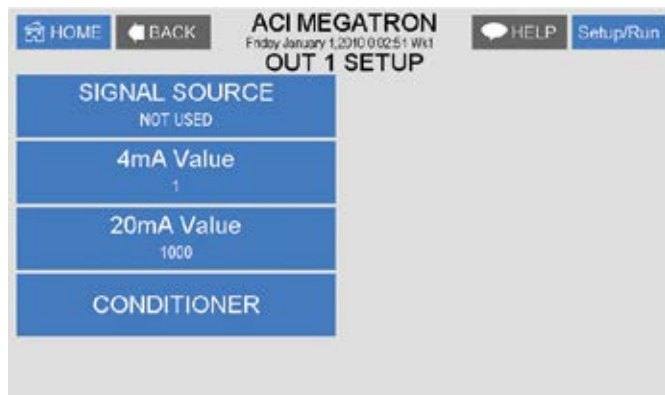 HOME BACK ACI MEGATRON HELP Setup/Run
Friday January 1,2010 0:02:51 Wk1
OUT 1 SETUP
SIGNAL SOURCE
NOT USED
4mA Value
1
20mA Value
1000
CONDITIONER